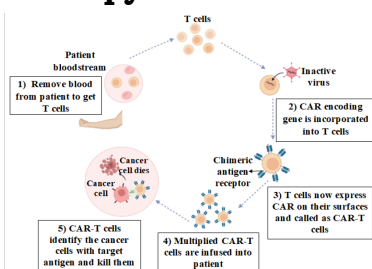 T cells
Patient
bloodstream
1) Remove blood
from patient to get
T cells
Inactive
virus
2) CAR encoding
gene is incorporated
into T cells
Chimeric
antigen
receptor
3) T cells now express
CAR on their surfaces
and called as CAR-T
cells
4) Multiplied CAR-T
cells are infused into
patient
Cancer
cell dies
Cancer
cell
5) CAR-T cells
identify the cancer
cells with target
antigen and kill them